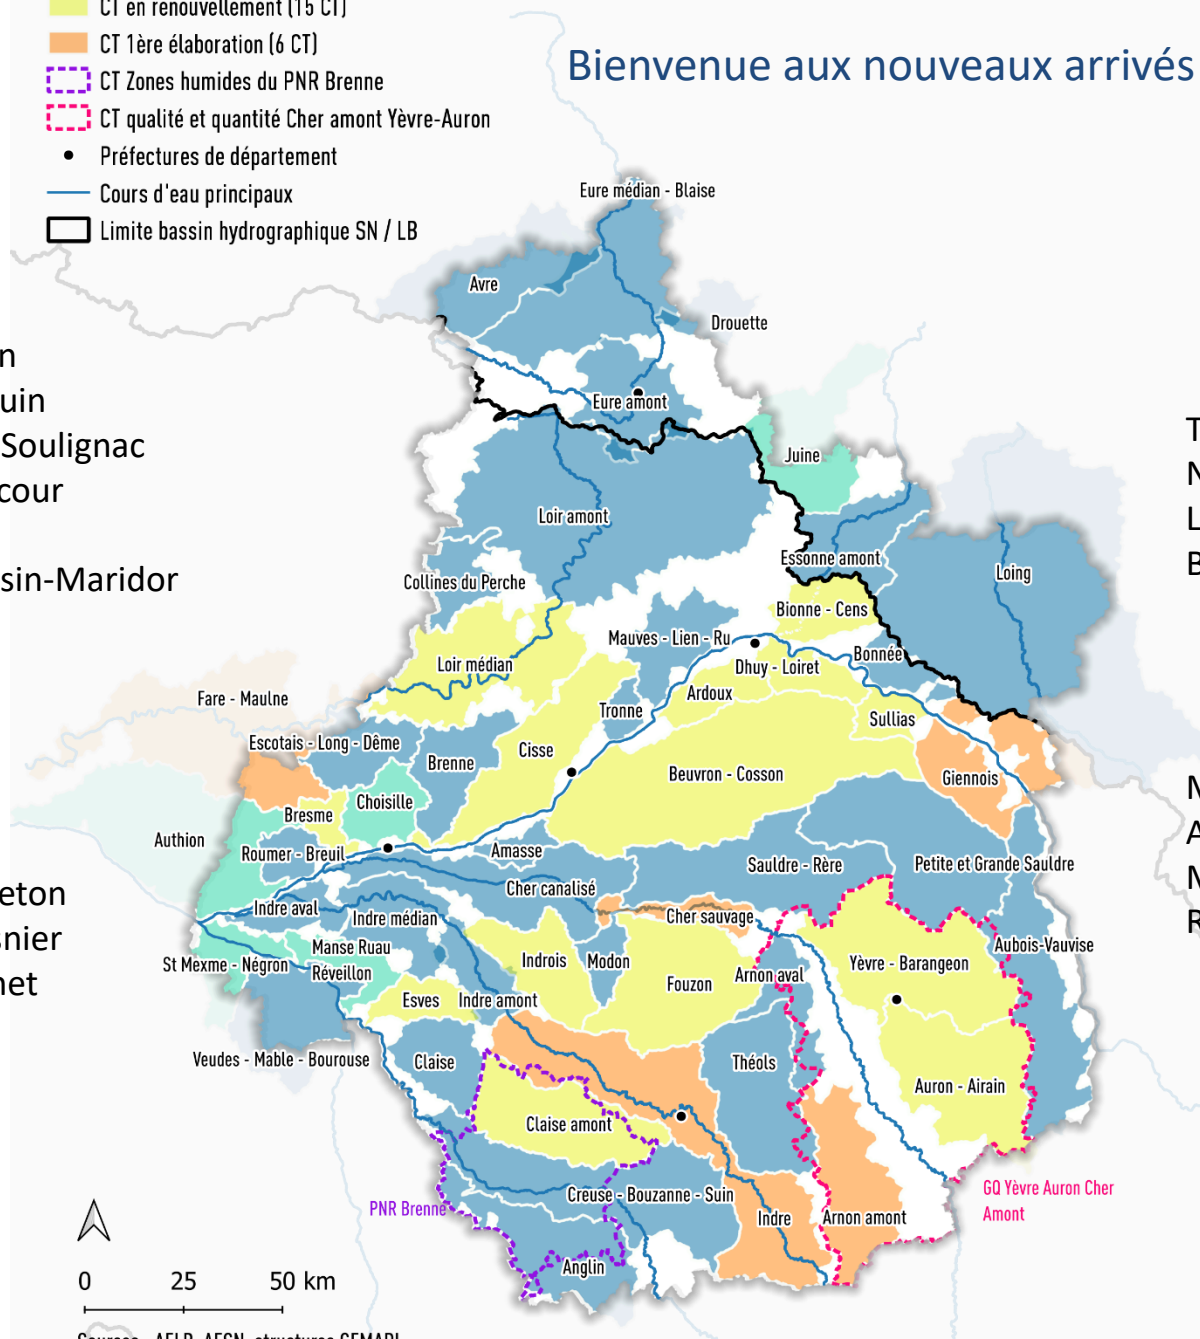 CT en renouvellement (15 CT)
CT 1ère élaboration (6 CT)
CT Zones humides du PNR Brenne
CT qualité et quantité Cher amont Yèvre-Auron
Préfectures de département
Cours d'eau principaux
Limite bassin hydrographique SN / LB
Bienvenue aux nouveaux arrivés
Eure médian - Blaise
Avre
Drouette
Eure amont
Juine
Loir amont
Essonne amont
Loing
Collines du Perche
Bionne - Cens
Mauves - Lien - Ru
Bonnée
Loir médian
Dhuy - Loiret
Ardoux
Fare - Maulne
Tronne
Sullias
Escotais - Long - Dême
Cisse
Brenne
Beuvron - Cosson
Giennois
Choisille
Bresme
Authion
Roumer - Breuil
Amasse
Sauldre - Rère
Petite et Grande Sauldre
Cher canalisé
Indre aval
Indre médian
Cher sauvage
Manse Ruau
Aubois-Vauvise
St Mexme - Négron
Réveillon
Indrois
Modon
Arnon aval
Yèvre - Barangeon
Fouzon
Esves
Indre amont
Veudes - Mable - Bourouse
Claise
Théols
Auron - Airain
Claise amont
Creuse - Bouzanne - Suin
PNR Brenne
GQ Yèvre Auron Cher
Amont
Indre
Arnon amont
Anglin
n
uin
Soulignac
cour
sin-Maridor
eton
snier
net
T
N
L
B
M
A
M
R
0 25 50 km
Sources - AELB, AESN, structures GEMAPI